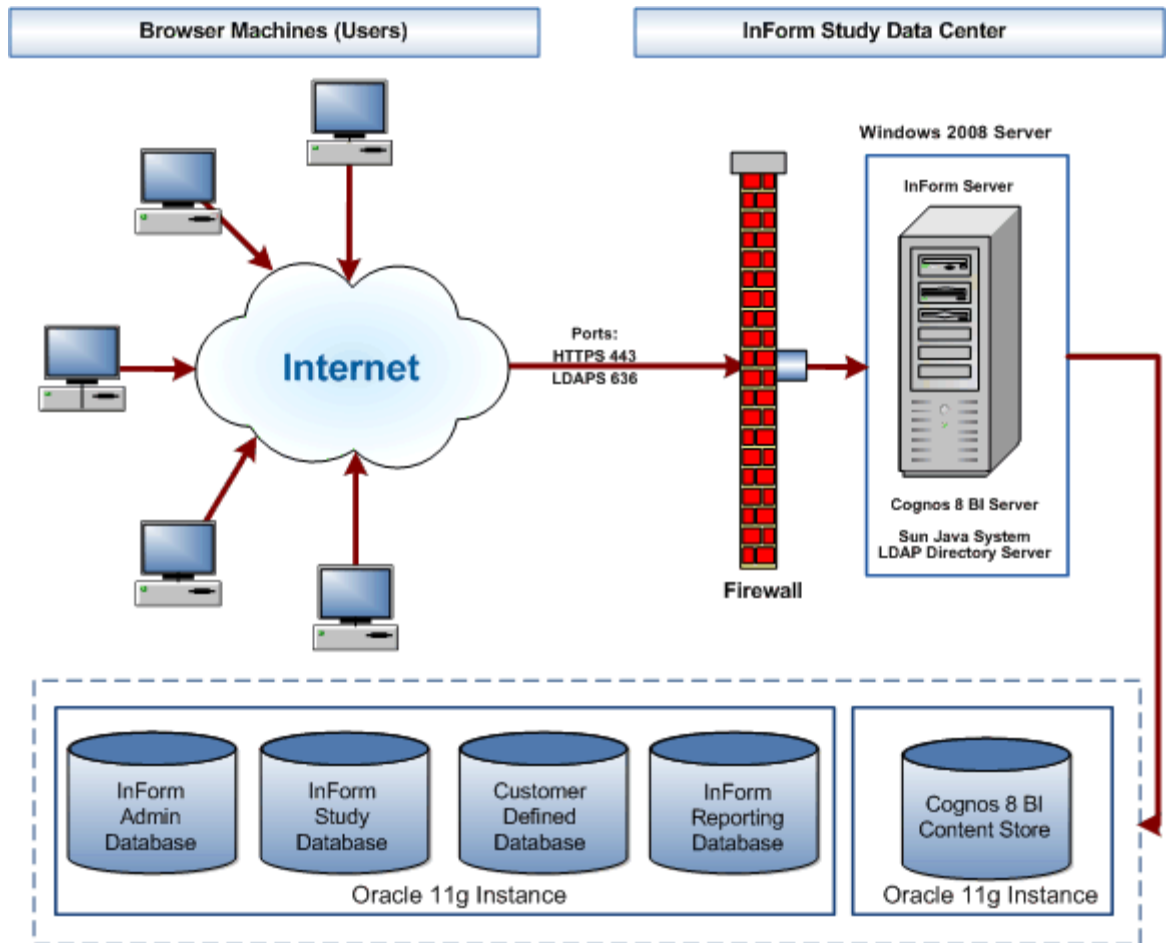 Browser Machines (Users)
InForm Study Data Center
Windows 2008 Server
InForm Server
Internet
Ports:
HTTPS 443
LDAPS 636
Cognos 8 BI Server
Sun Java System
LDAP Directory Server
Firewall
InForm
Admin
Database
InForm
Study
Database
Customer
Defined
Database
InForm
Reporting
Database
Cognos 8 BI
Content Store
Oracle 11g Instance
Oracle 11g Instance